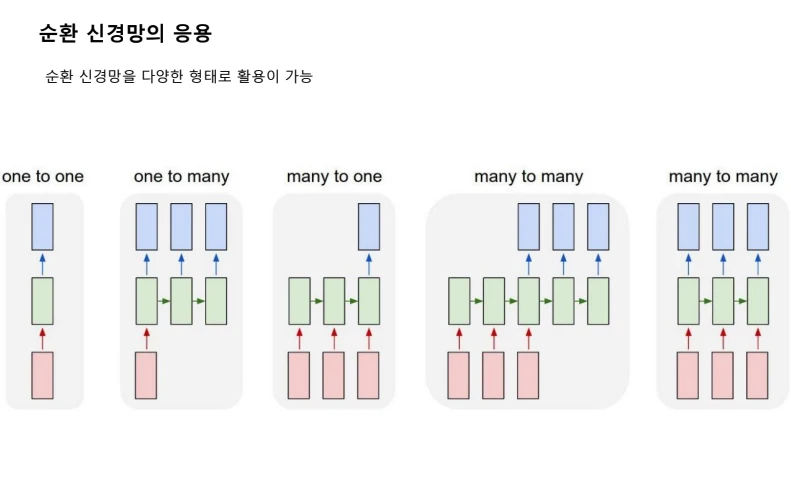 순환 신경망의 응용
순환 신경망을 다양한 형태로 활용이 가능
one to one
one to many
many to one
many to many
many to many